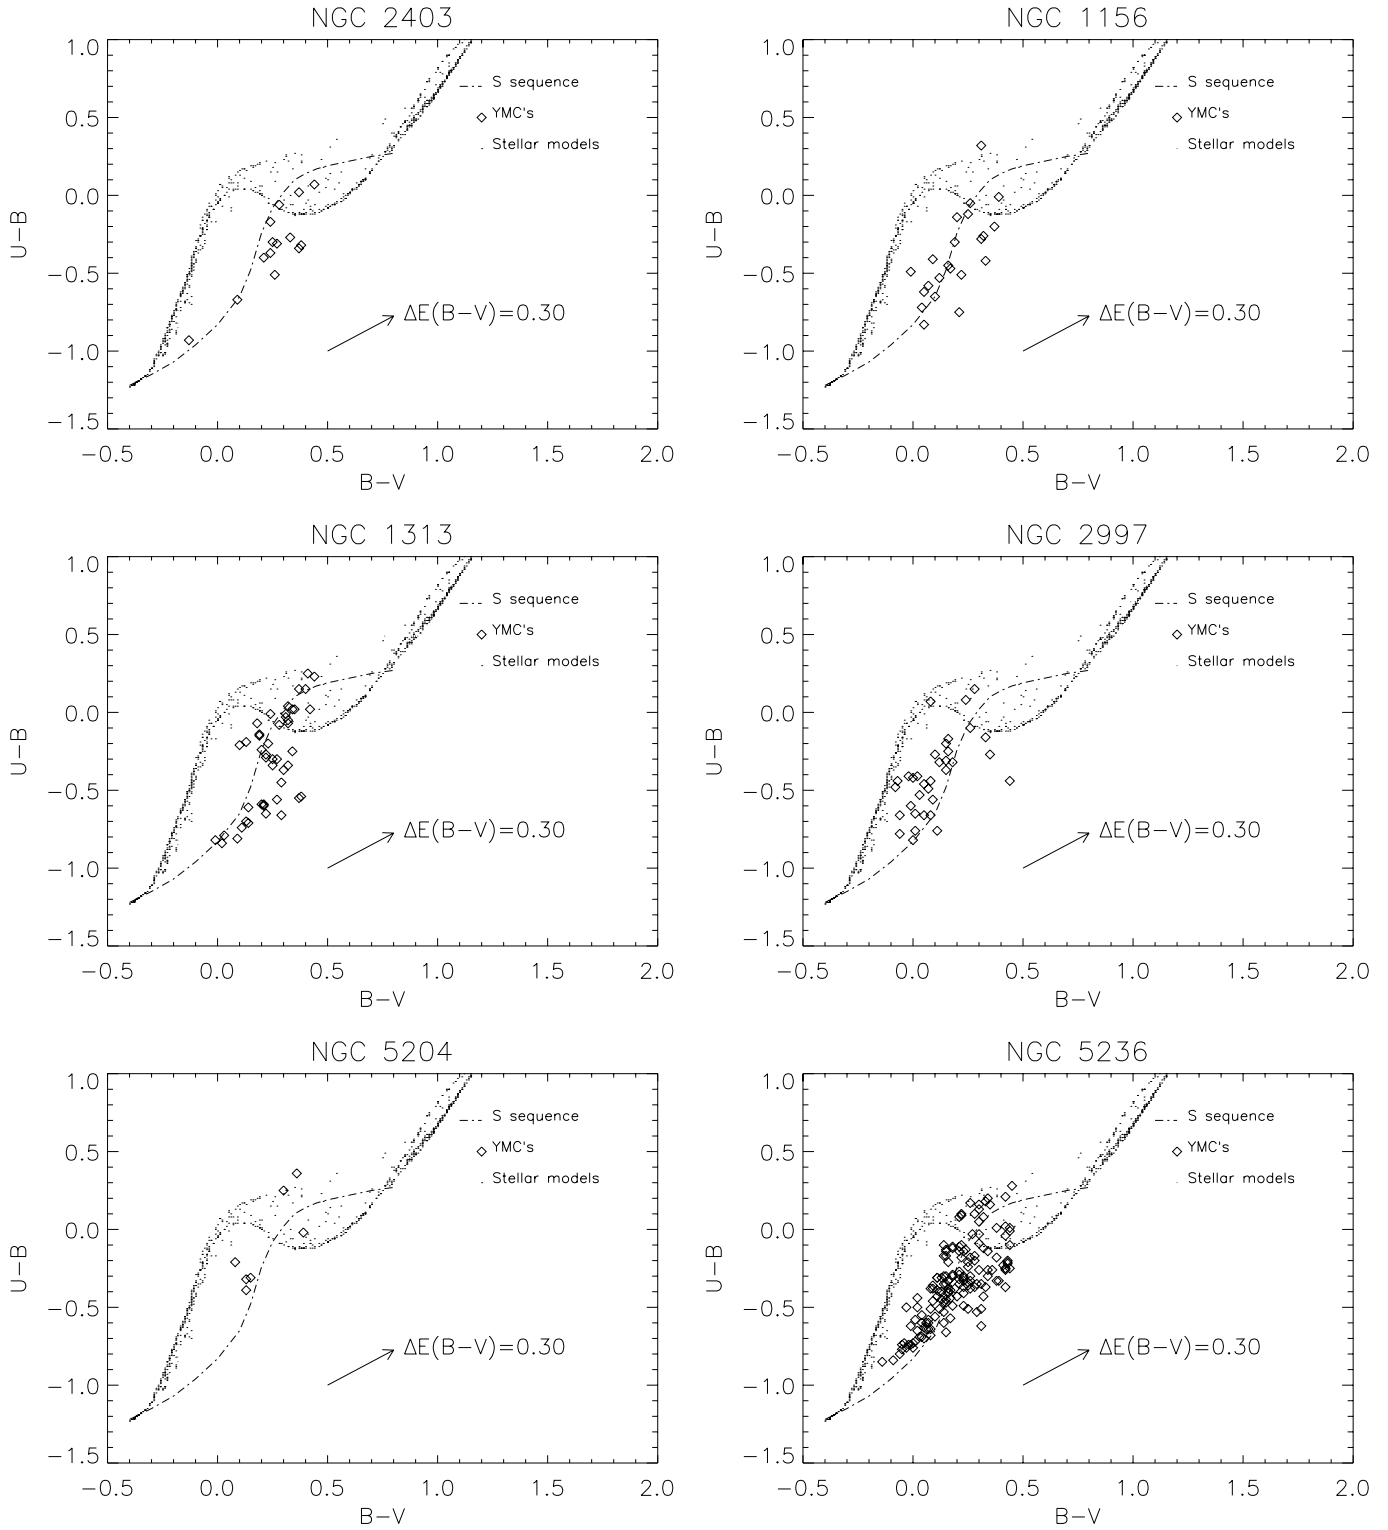 NGC 2403
1.0
0.5
0.0
−0.5
−1.0
−1.5
U−B
S sequence
YMC's
Stellar models
ΔE(B−V)=0.30
−0.5 0.0 0.5 1.0 1.5 2.0
B−V
NGC 1156
1.0
0.5
0.0
−0.5
−1.0
−1.5
U−B
S sequence
YMC's
Stellar models
ΔE(B−V)=0.30
−0.5 0.0 0.5 1.0 1.5 2.0
B−V
NGC 1313
1.0
0.5
0.0
−0.5
−1.0
−1.5
U−B
S sequence
YMC's
Stellar models
ΔE(B−V)=0.30
−0.5 0.0 0.5 1.0 1.5 2.0
B−V
NGC 2997
1.0
0.5
0.0
−0.5
−1.0
−1.5
U−B
S sequence
YMC's
Stellar models
ΔE(B−V)=0.30
−0.5 0.0 0.5 1.0 1.5 2.0
B−V
NGC 5204
1.0
0.5
0.0
−0.5
−1.0
−1.5
U−B
S sequence
YMC's
Stellar models
ΔE(B−V)=0.30
−0.5 0.0 0.5 1.0 1.5 2.0
B−V
NGC 5236
1.0
0.5
0.0
−0.5
−1.0
−1.5
U−B
S sequence
YMC's
Stellar models
ΔE(B−V)=0.30
−0.5 0.0 0.5 1.0 1.5 2.0
B−V